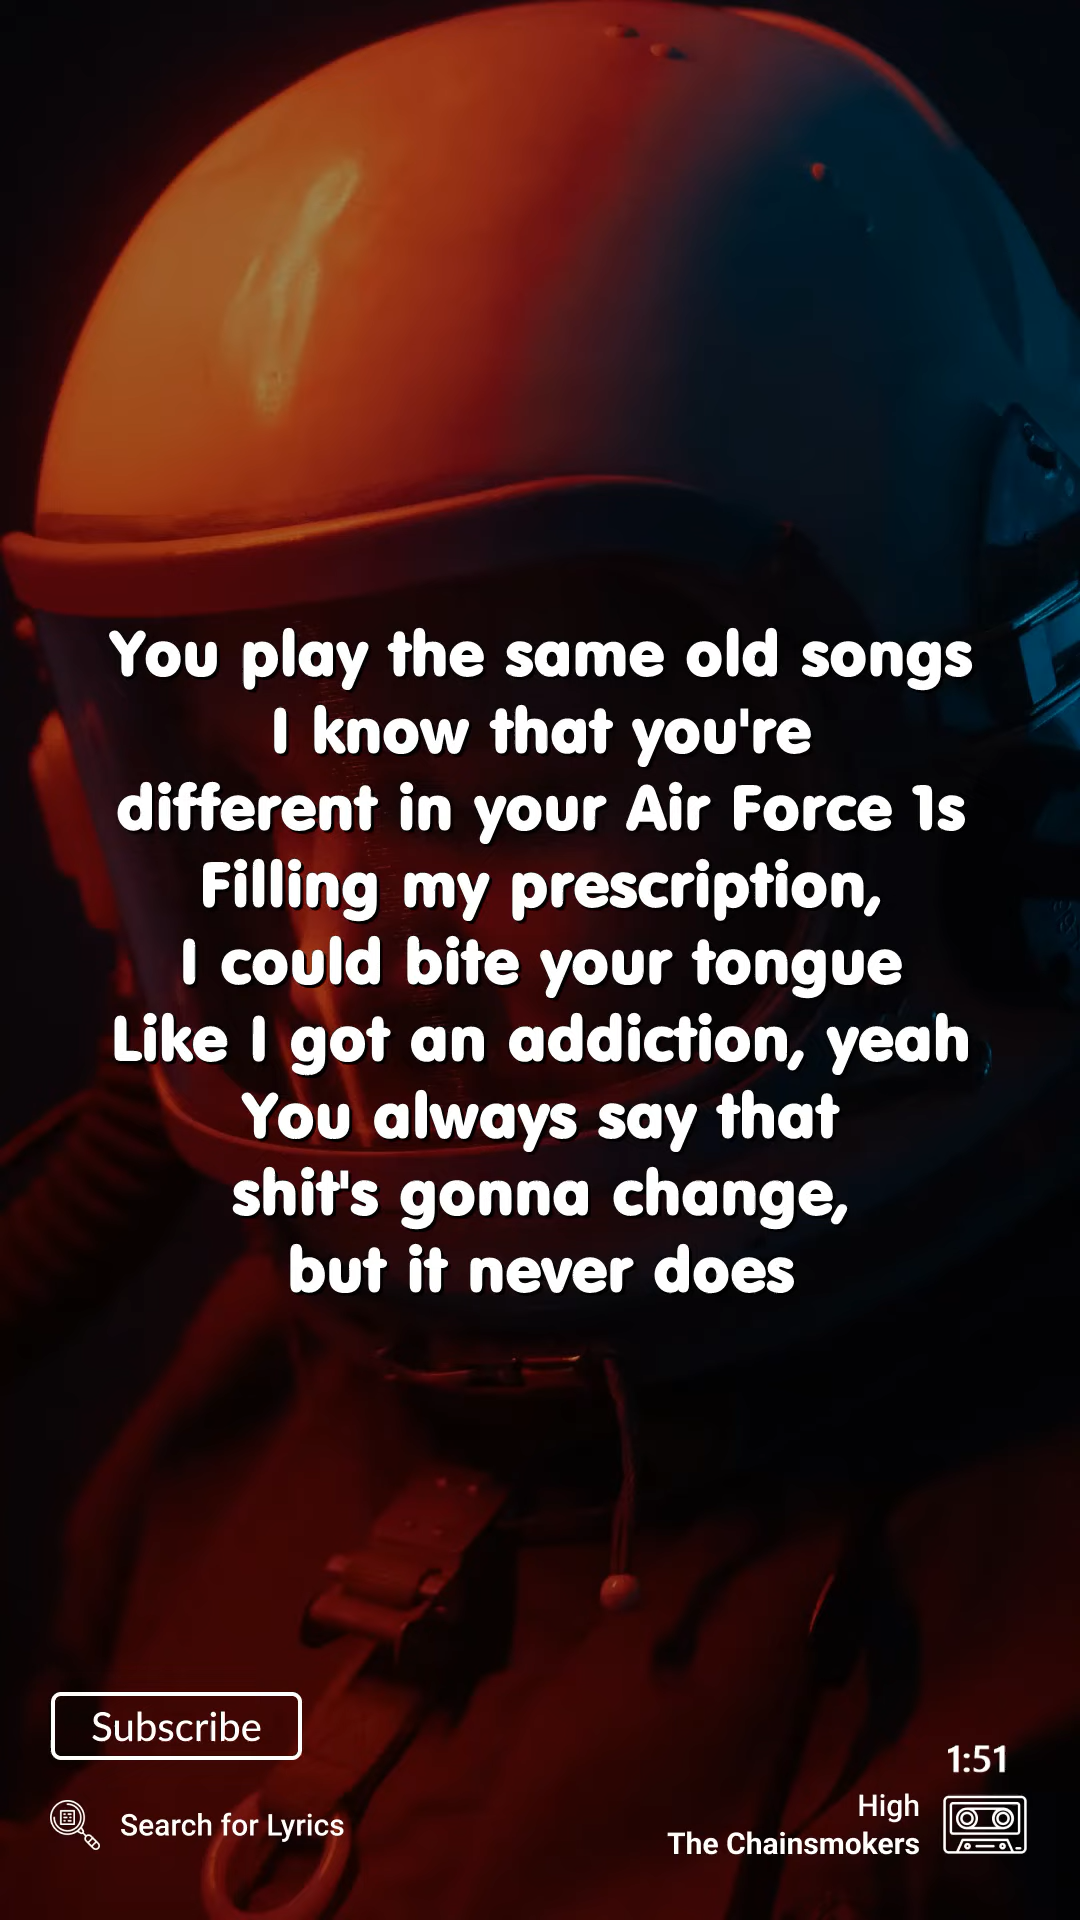 You play the same old songs
I know that you're
different in your Air Force 1s
Filling my prescription,
I could bite your tongue
Like I got an addiction, yeah
You always say that
shit's gonna change,
but it never does
Subscribe
1:51
Search for Lyrics
High
The Chainsmokers